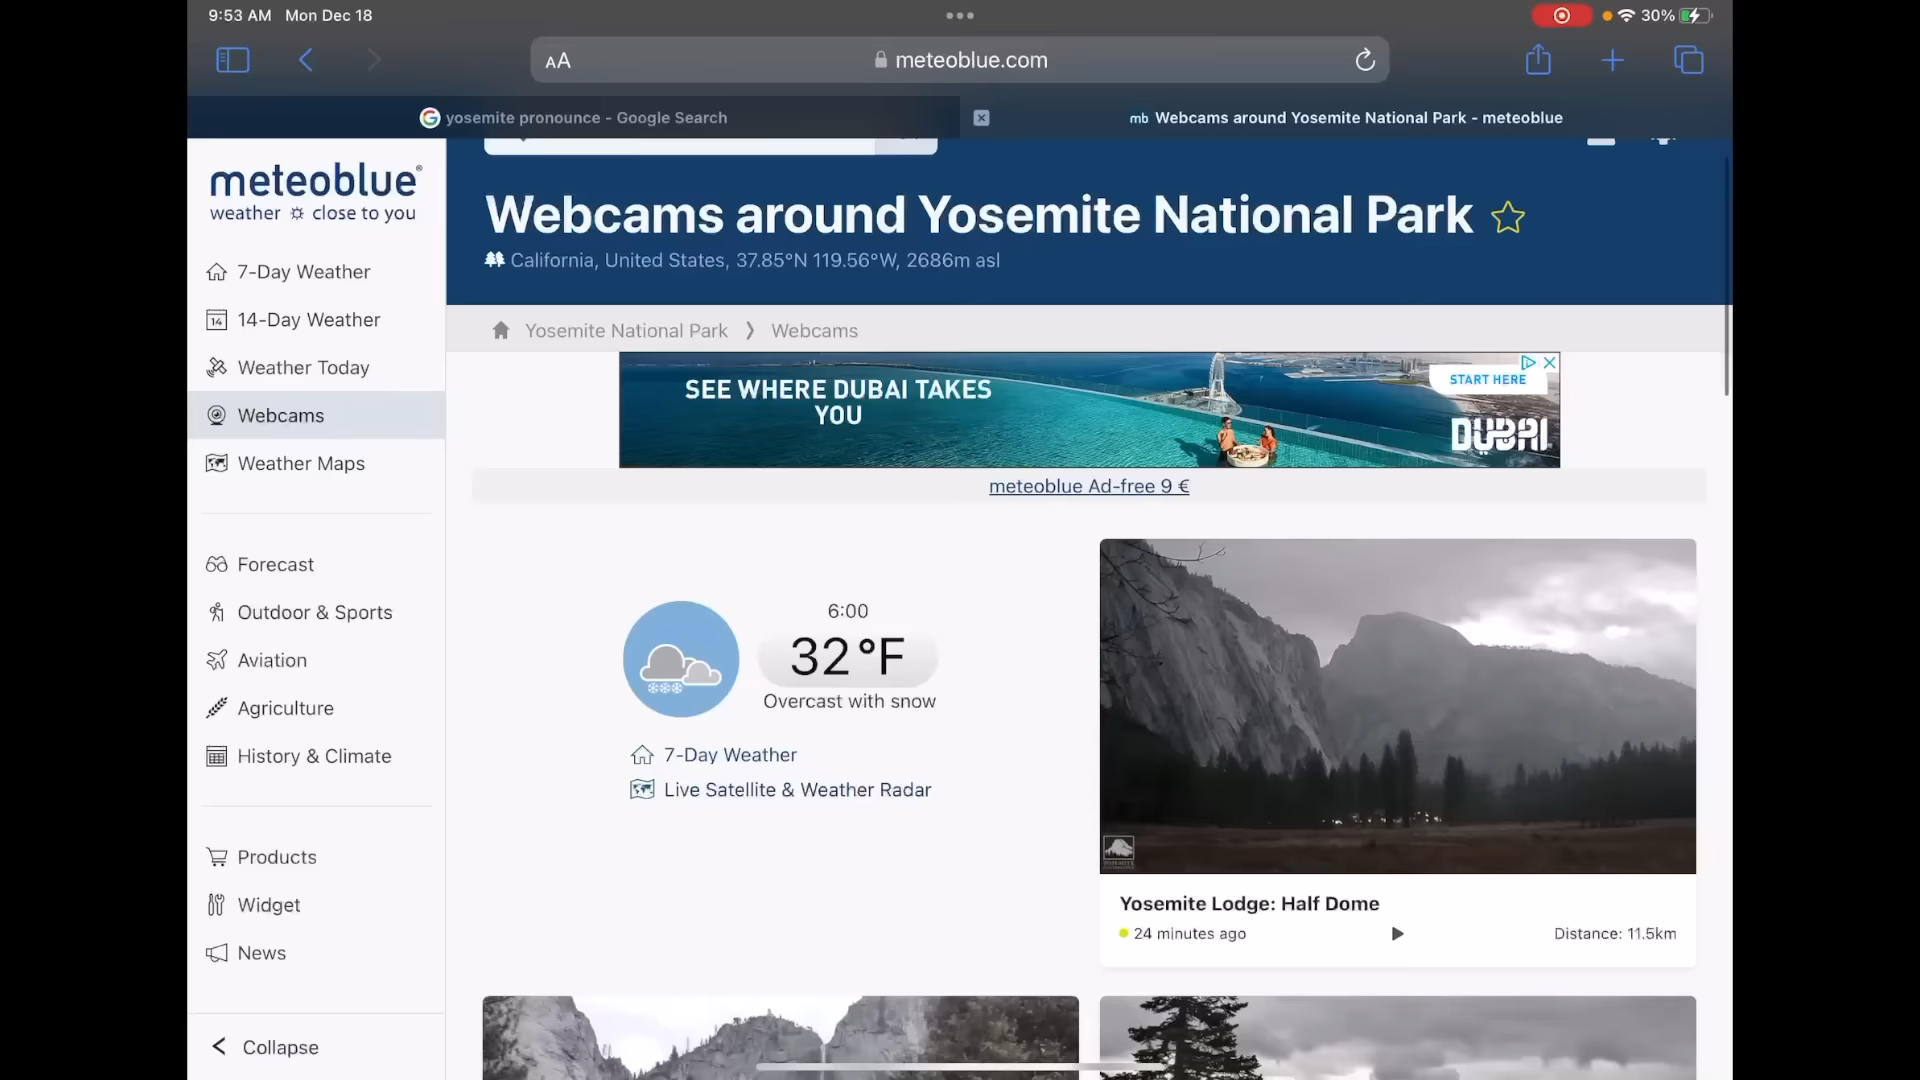 9:53 AM Mon Dec 18
30%
AA
meteoblue.com
yosemite pronounce - Google Search
mb Webcams around Yosemite National Park - meteoblue
meteoblue®
weather close to you
7-Day Weather
14
14-Day Weather
Weather Today
Webcams
Weather Maps
Forecast
Outdoor & Sports
Aviation
Agriculture
History & Climate
Products
Widget
News
Collapse
Webcams around Yosemite National Park
California, United States, 37.85°N 119.56°W, 2686m asl
Yosemite National Park
Webcams
SEE WHERE DUBAI TAKES
YOU
START HERE
DUBAI
meteoblue Ad-free 9 €
6:00
32 °F
Overcast with snow
7-Day Weather
Live Satellite & Weather Radar
Yosemite Lodge: Half Dome
24 minutes ago
Distance: 11.5km